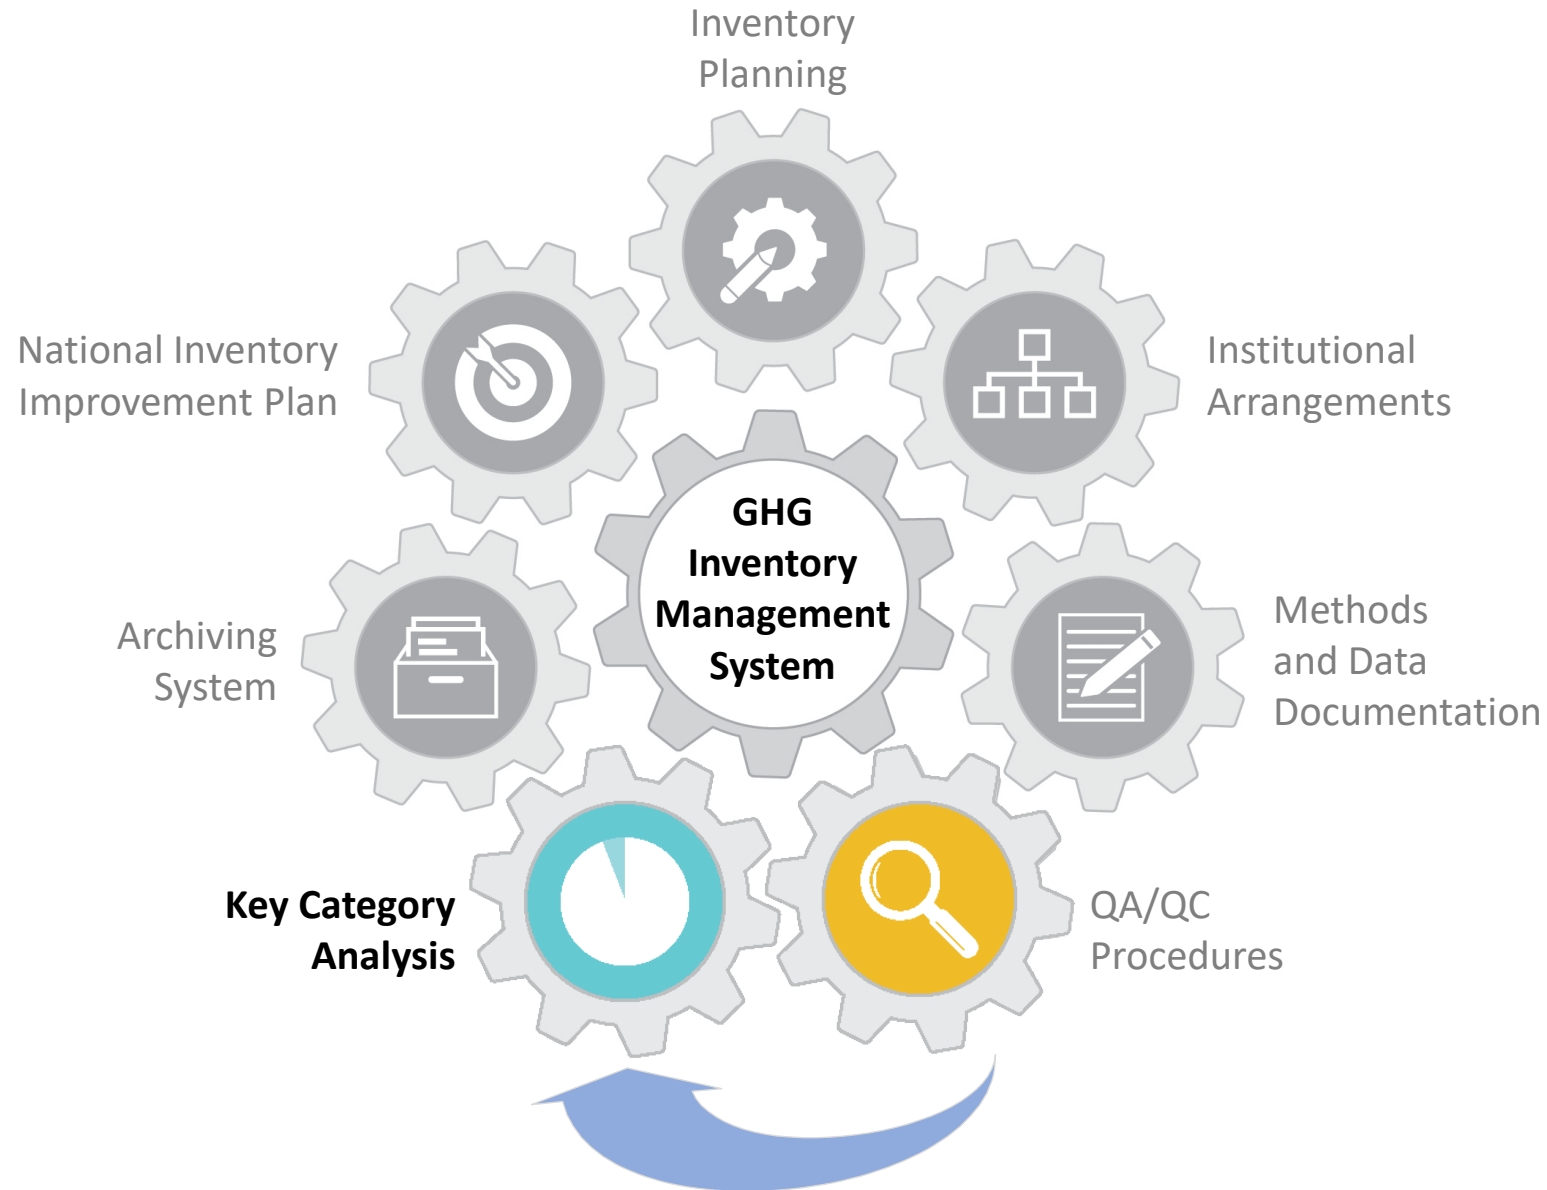 Inventory
Planning
National Inventory
Improvement Plan
Institutional
Arrangements
GHG
Inventory
Management
System
Archiving
System
Methods
and Data
Documentation
Key Category
Analysis
QA/QC
Procedures